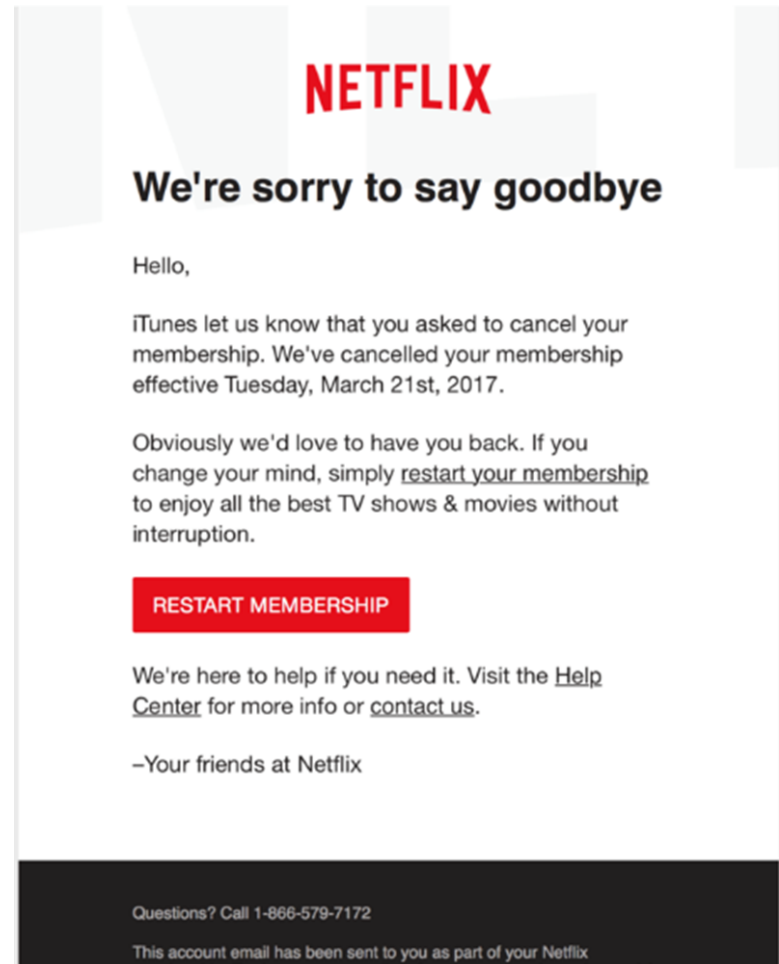 NETFLIX
We're sorry to say goodbye
Hello,
iTunes let us know that you asked to cancel your
membership. We've cancelled your membership
effective Tuesday, March 21st, 2017.
Obviously we'd love to have you back. If you
change your mind, simply restart your membership
to enjoy all the best TV shows & movies without
interruption.
RESTART MEMBERSHIP
We're here to help if you need it. Visit the Help
Center for more info or contact us.
–Your friends at Netflix
Questions? Call 1-866-579-7172
This account email has been sent to you as part of your Netflix